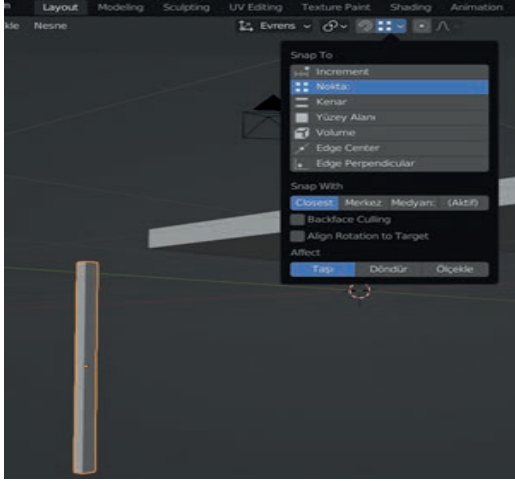 Layout Modeling Sculpting UV Editing Texture Paint Shading Animation
Nesne Evrens
Snap To
Increment
Nokta:
Kenar
Yüzey Alanı
Volume
Edge Center
Edge Perpendicular
Snap With
Closest Merkez Medyan: (Aktif)
Backface Culling
Align Rotation to Target
Affect
Taşı Döndür Ölçekle